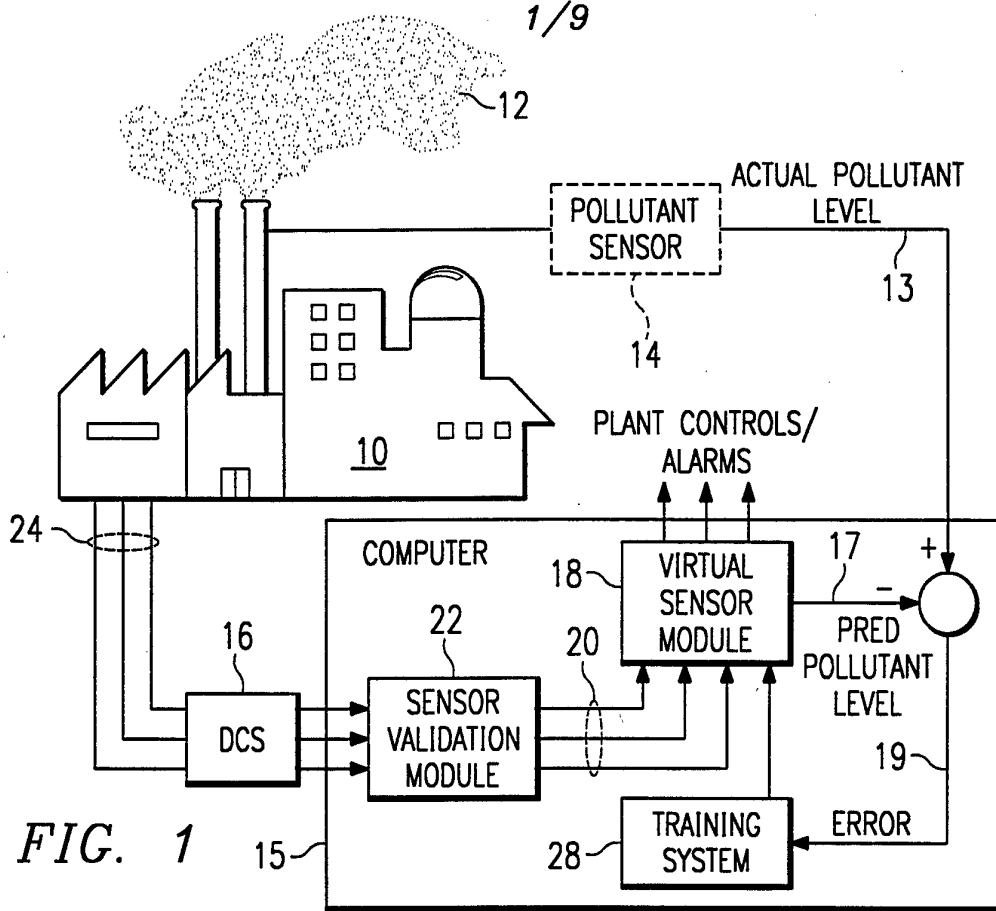 1/9
12
ACTUAL POLLUTANT
LEVEL
POLLUTANT
SENSOR
13
14
PLANT CONTROLS/
ALARMS
10
24
COMPUTER
18
VIRTUAL
SENSOR
MODULE
17
+
-
PRED
POLLUTANT
LEVEL
16
22
20
DCS
SENSOR
VALIDATION
MODULE
19
FIG. 1
15
28
TRAINING
SYSTEM
ERROR